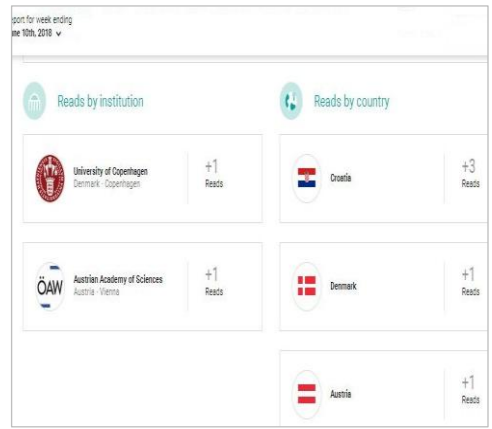 port for week ending
ne 10th, 2018
Reads by institution
Reads by country
University of Copenhagen
Denmark - Copenhagen
+1
Reads
Croatia
+3
Reads
ÖAW
Austrian Academy of Sciences
Austria - Vienna
+1
Reads
Denmark
+1
Reads
Austria
+1
Reads